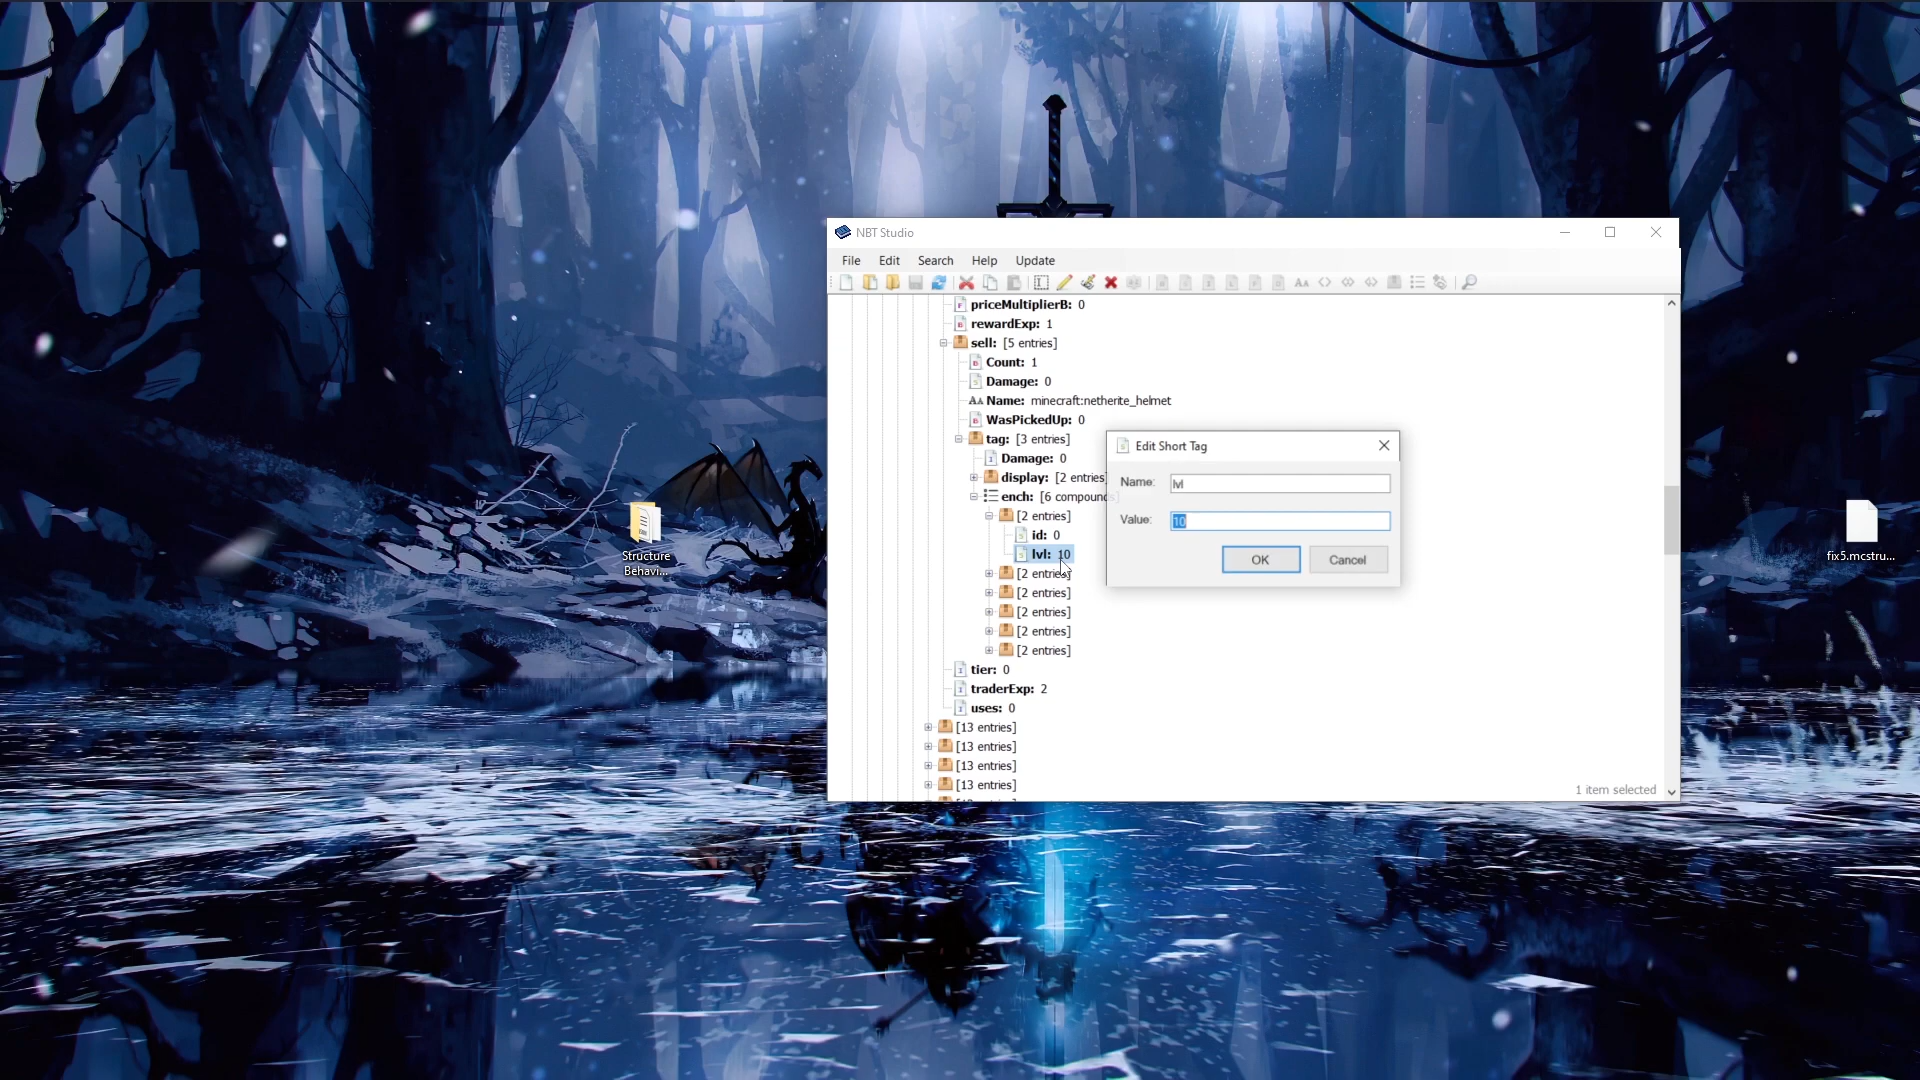 NBT Studio
File Edit Search Help Update
priceMultiplierB: 0
rewardExp: 1
sell: [5 entries]
Count: 1
Damage: 0
Name: minecraft:netherite_helmet
WasPickedUp: 0
tag: [3 entries]
Damage: 0
display: [2 entries]
ench: [6 compounds
[2 entries]
id: 0
lvl: 10
[2 entries]
[2 entries]
[2 entries]
[2 entries]
[2 entries]
tier: 0
traderExp: 2
uses: 0
[13 entries]
[13 entries]
[13 entries]
[13 entries]
1 item selected
Edit Short Tag
Name: lvl
Value: 10
OK Cancel
Structure
Behavi...
fix5.mcstru...